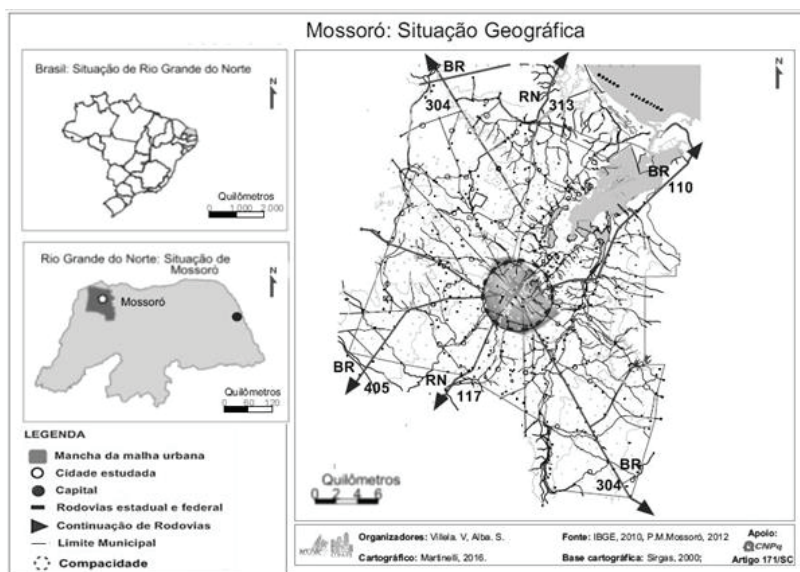 Mossoró: Situação Geográfica
Brasil: Situação de Rio Grande do Norte
N
Quilômetros
0 1 000 2 000
Rio Grande do Norte: Situação de
Mossoró
N
Mossoró
Quilômetros
0 60 120
LEGENDA
Mancha da malha urbana
Cidade estudada
Capital
Rodovias estadual e federal
Continuação de Rodovias
Limite Municipal
Compacidade
N
BR
304
RN
313
BR
110
BR
405
RN
117
BR
304
Quilômetros
0 2 4 6
Organizadores: Villela. V, Alba. S.
Cartográfico: Martinelli, 2016.
Fonte: IBGE, 2010, P.M.Mossoró, 2012
Base cartográfica: Sirgas, 2000;
Apoio:
CNPq
Artigo 171/SC